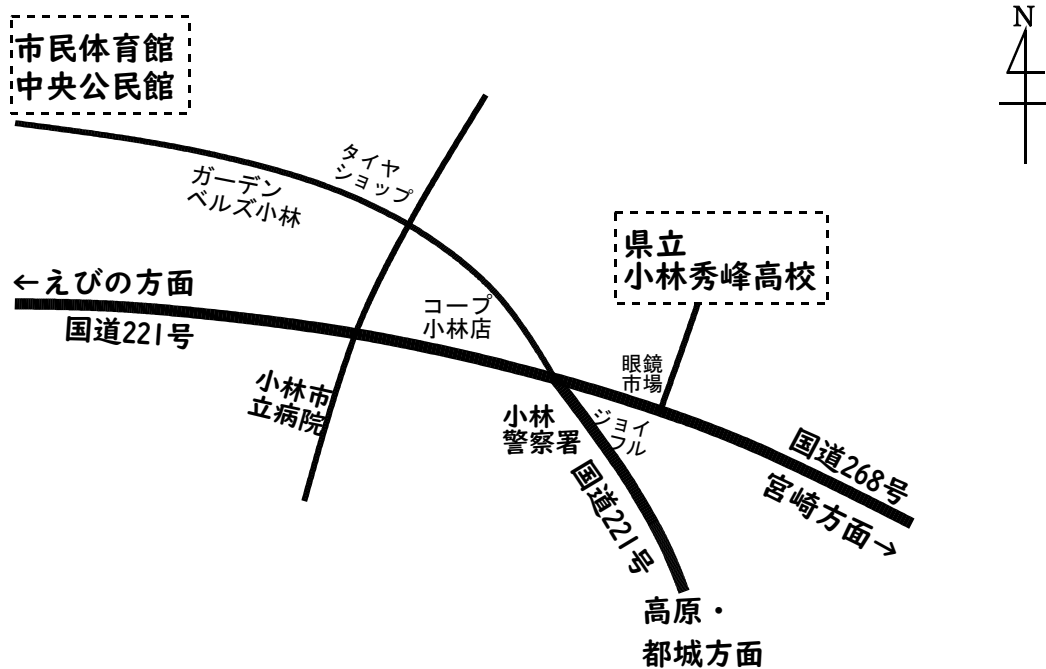 市民体育館
中央公民館
N
タイヤ
ショップ
ガーデン
ベルズ小林
県立
小林秀峰高校
←えびの方面
国道221号
コープ
小林店
眼鏡
市場
小林市
立病院
小林
警察署
ジョイ
フル
国道221号
国道268号
宮崎方面→
高原・
都城方面